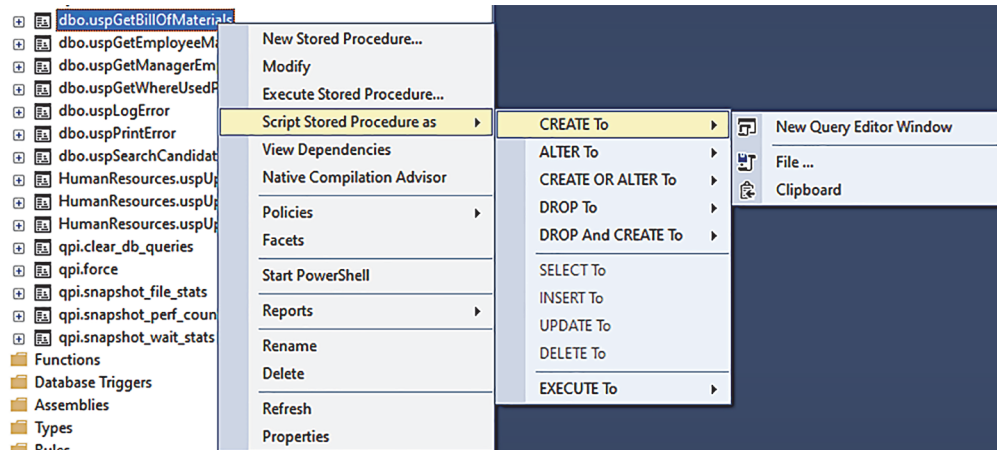 dbo.uspGetBillOfMaterials
dbo.uspGetEmployeeMa
dbo.uspGetManagerEm
dbo.uspGetWhereUsedP
dbo.uspLogError
dbo.uspPrintError
dbo.uspSearchCandidat
HumanResources.uspUp
HumanResources.uspUp
HumanResources.uspUp
qpi.clear_db_queries
qpi.force
qpi.snapshot_file_stats
qpi.snapshot_perf_coun
qpi.snapshot_wait_stats
Functions
Database Triggers
Assemblies
Types
Rules
New Stored Procedure...
Modify
Execute Stored Procedure...
Script Stored Procedure as
View Dependencies
Native Compilation Advisor
Policies
Facets
Start PowerShell
Reports
Rename
Delete
Refresh
Properties
CREATE To
ALTER To
CREATE OR ALTER To
DROP To
DROP And CREATE To
SELECT To
INSERT To
UPDATE To
DELETE To
EXECUTE To
New Query Editor Window
File ...
Clipboard